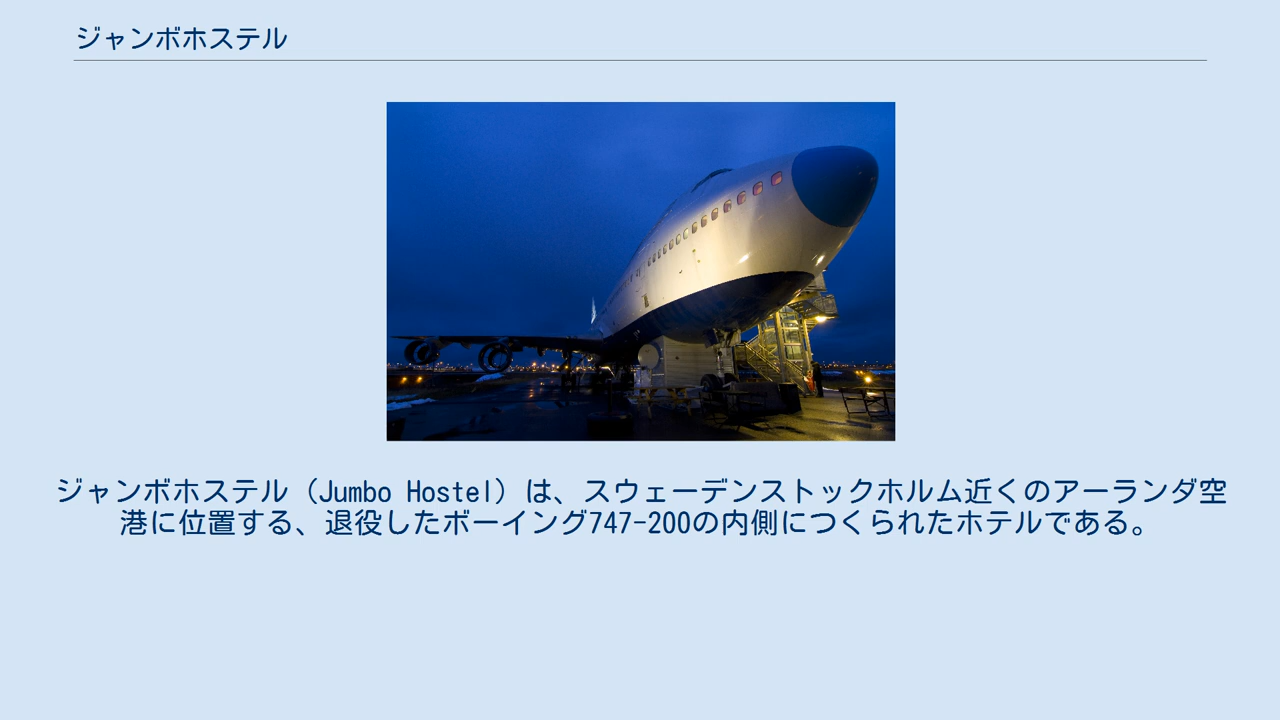 ジャンボホステル
ジャンボホステル（Jumbo Hostel）は、スウェーデンストックホルム近くのアーランダ空
港に位置する、退役したボーイング747-200の内側につくられたホテルである。